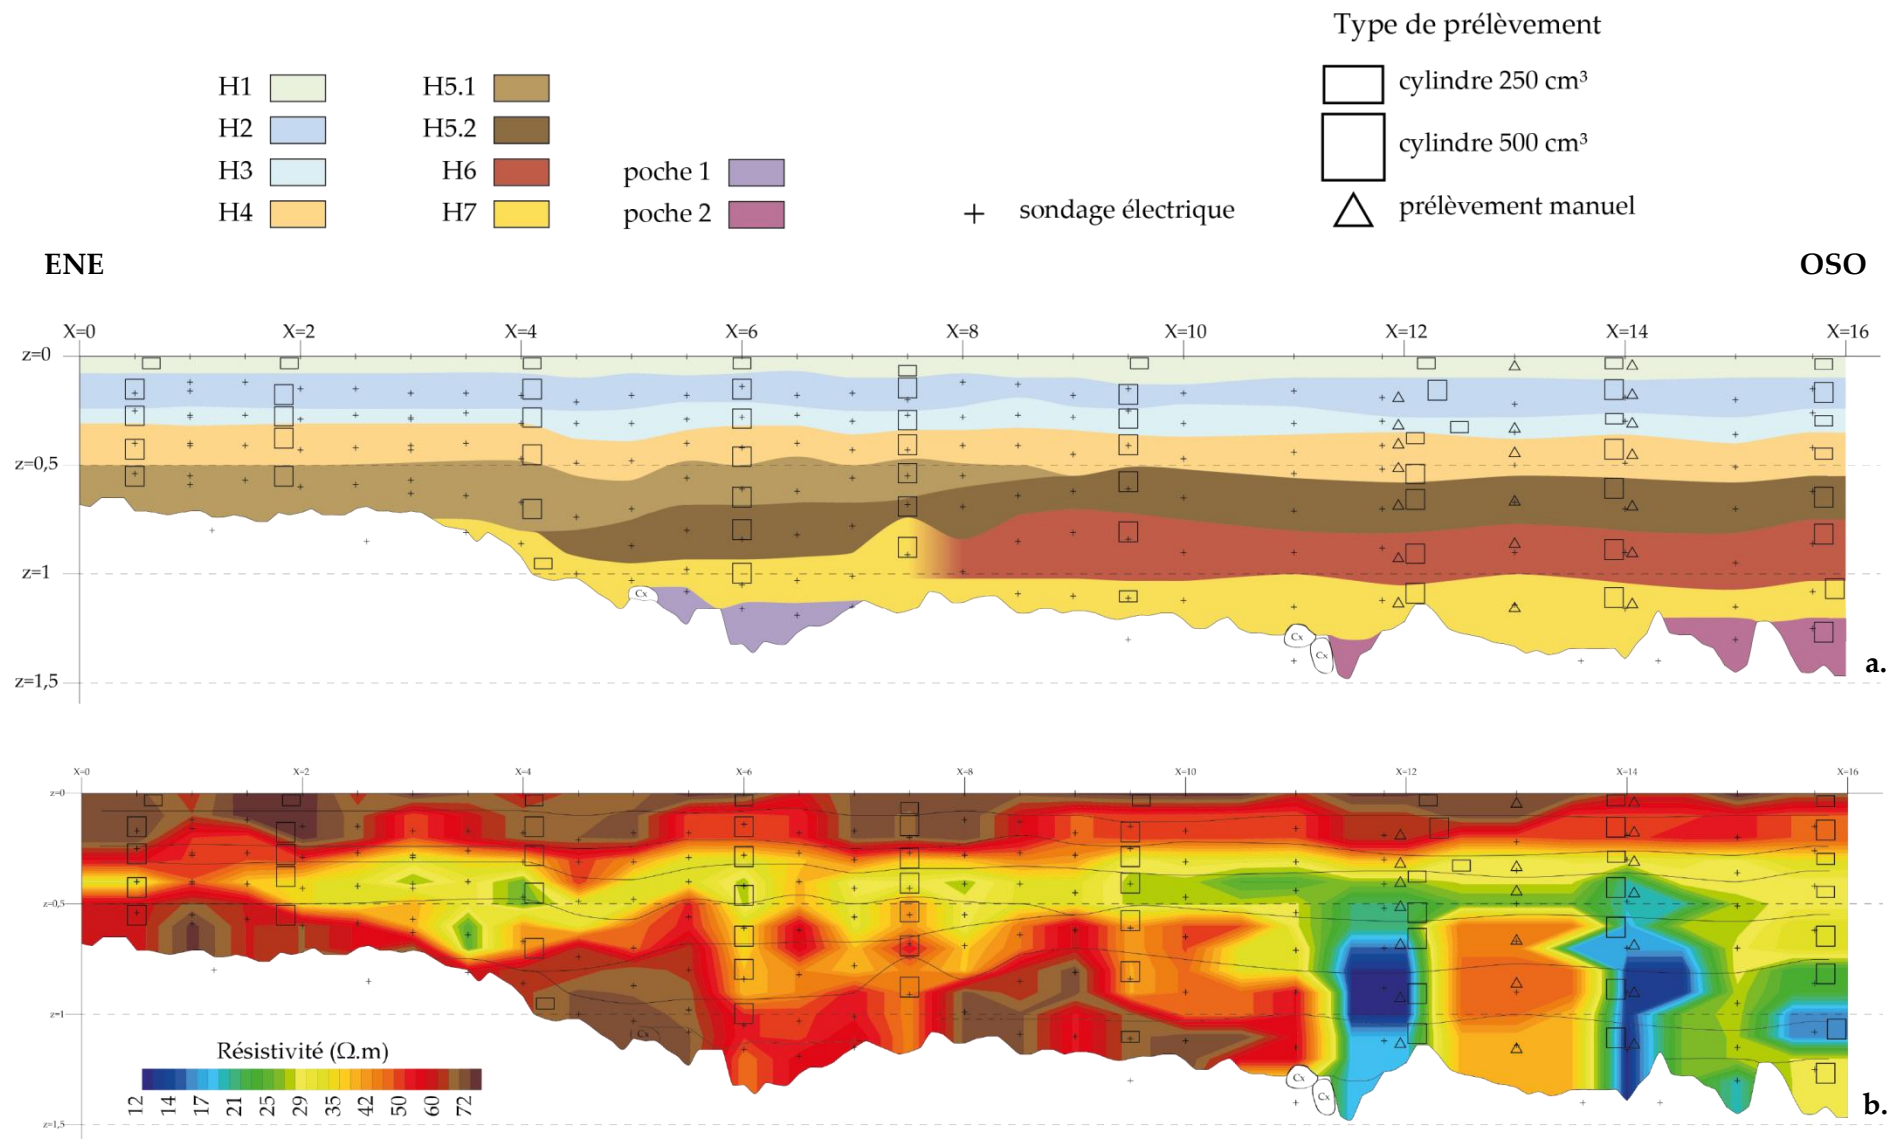 Type de prélèvement
H1
H5.1
cylindre 250 cm³
H2
H5.2
cylindre 500 cm³
H3
H6
poche 1
H4
H7
poche 2
sondage électrique
prélèvement manuel
ENE
OSO
X=0
X=2
X=4
X=6
X=8
X=10
X=12
X=14
X=16
z=0
z=0,5
z=1
Cx
Cx
Cx
z=1,5
a.
X=0
X=2
X=4
X=6
X=8
X=10
X=12
X=14
X=16
z=0
z=0,5
z=1
Cx
Résistivité (Ω.m)
12
14
17
21
25
29
35
42
50
60
72
Cx
Cx
z=1,5
b.